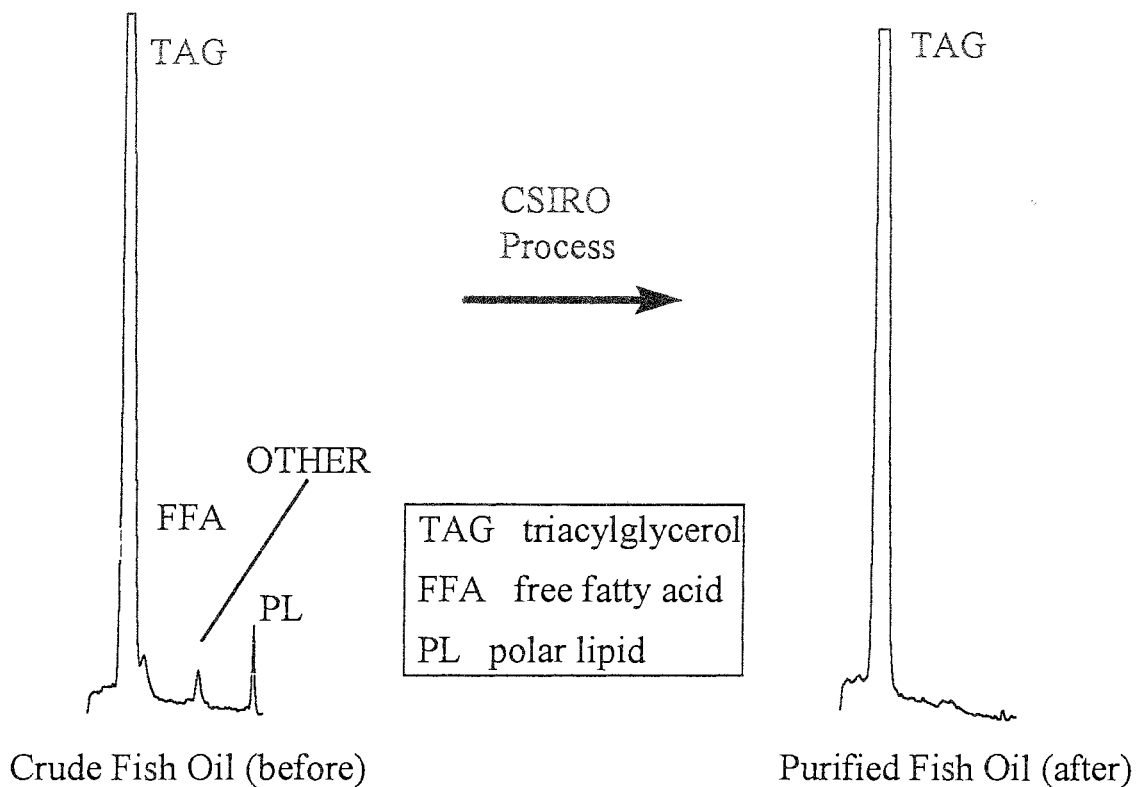 TAG
TAG
CSIRO
Process
OTHER
FFA
PL
TAG triacylglycerol
FFA free fatty acid
PL polar lipid
Crude Fish Oil (before)
Purified Fish Oil (after)